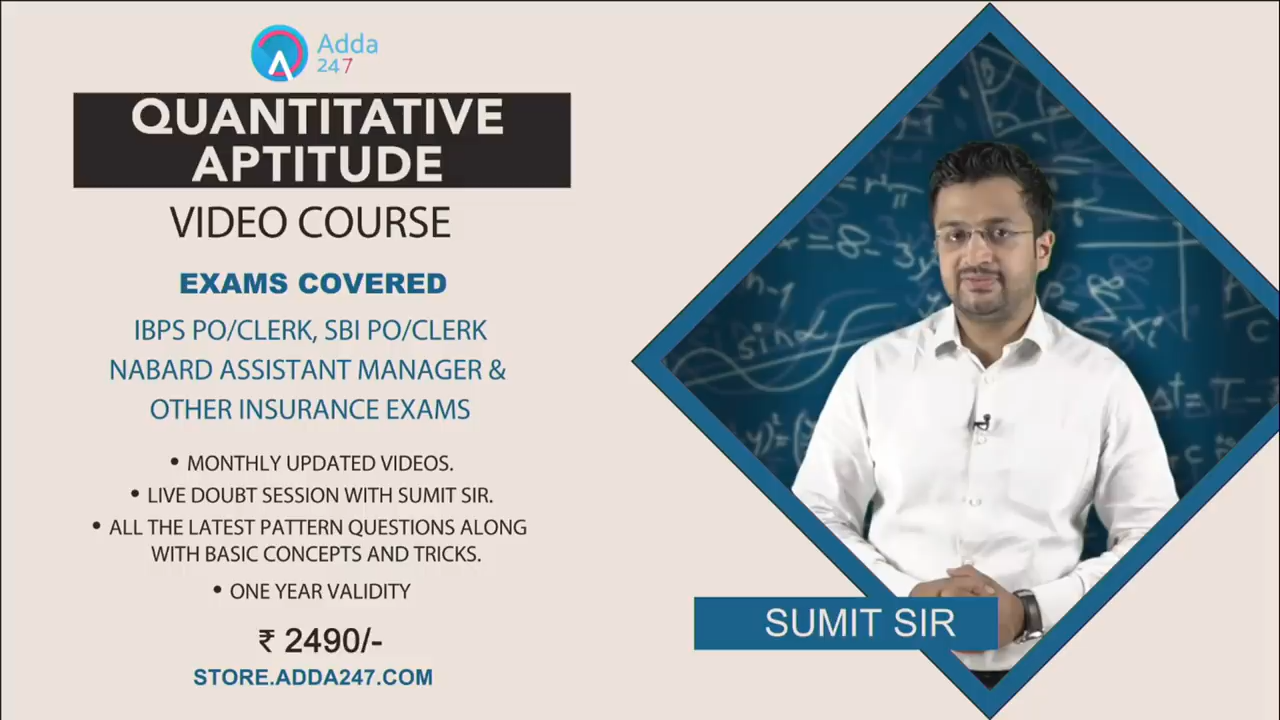 Adda
247
QUANTITATIVE
APTITUDE
VIDEO COURSE
EXAMS COVERED
IBPS PO/CLERK, SBI PO/CLERK
NABARD ASSISTANT MANAGER &
OTHER INSURANCE EXAMS
• MONTHLY UPDATED VIDEOS.
• LIVE DOUBT SESSION WITH SUMIT SIR.
• ALL THE LATEST PATTERN QUESTIONS ALONG
WITH BASIC CONCEPTS AND TRICKS.
• ONE YEAR VALIDITY
₹ 2490/-
STORE.ADDA247.COM
sinα
SUMIT SIR